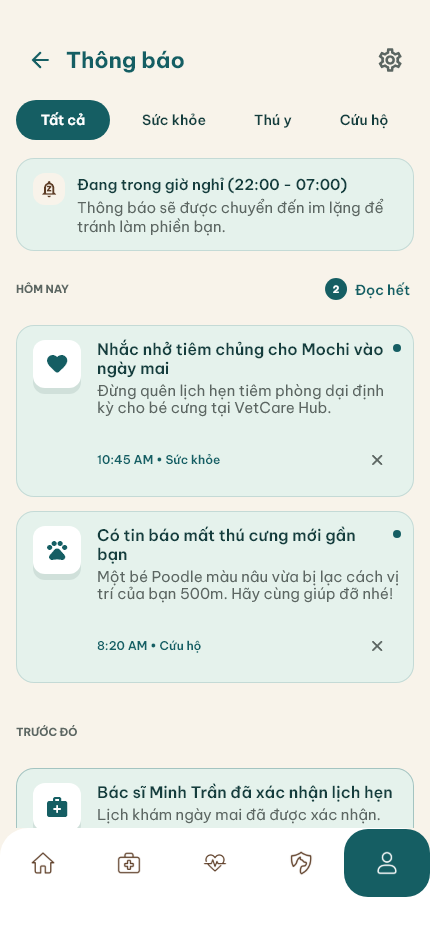 Thông báo
Tất cả
Sức khỏe
Thú y
Cứu hộ
Đang trong giờ nghỉ (22:00 - 07:00)
Thông báo sẽ được chuyển đến im lặng để
tránh làm phiền bạn.
HÔM NAY
2 Đọc hết
Nhắc nhở tiêm chủng cho Mochi vào
ngày mai
Đừng quên lịch hẹn tiêm phòng dại định
kỳ cho bé cưng tại VetCare Hub.
10:45 AM • Sức khỏe
Có tin báo mất thú cưng mới gần
bạn
Một bé Poodle màu nâu vừa bị lạc cách vị
trí của bạn 500m. Hãy cùng giúp đỡ nhé!
8:20 AM • Cứu hộ
TRƯỚC ĐÓ
Bác sĩ Minh Trần đã xác nhận lịch hẹn
Lịch khám ngày mai đã được xác nhận.